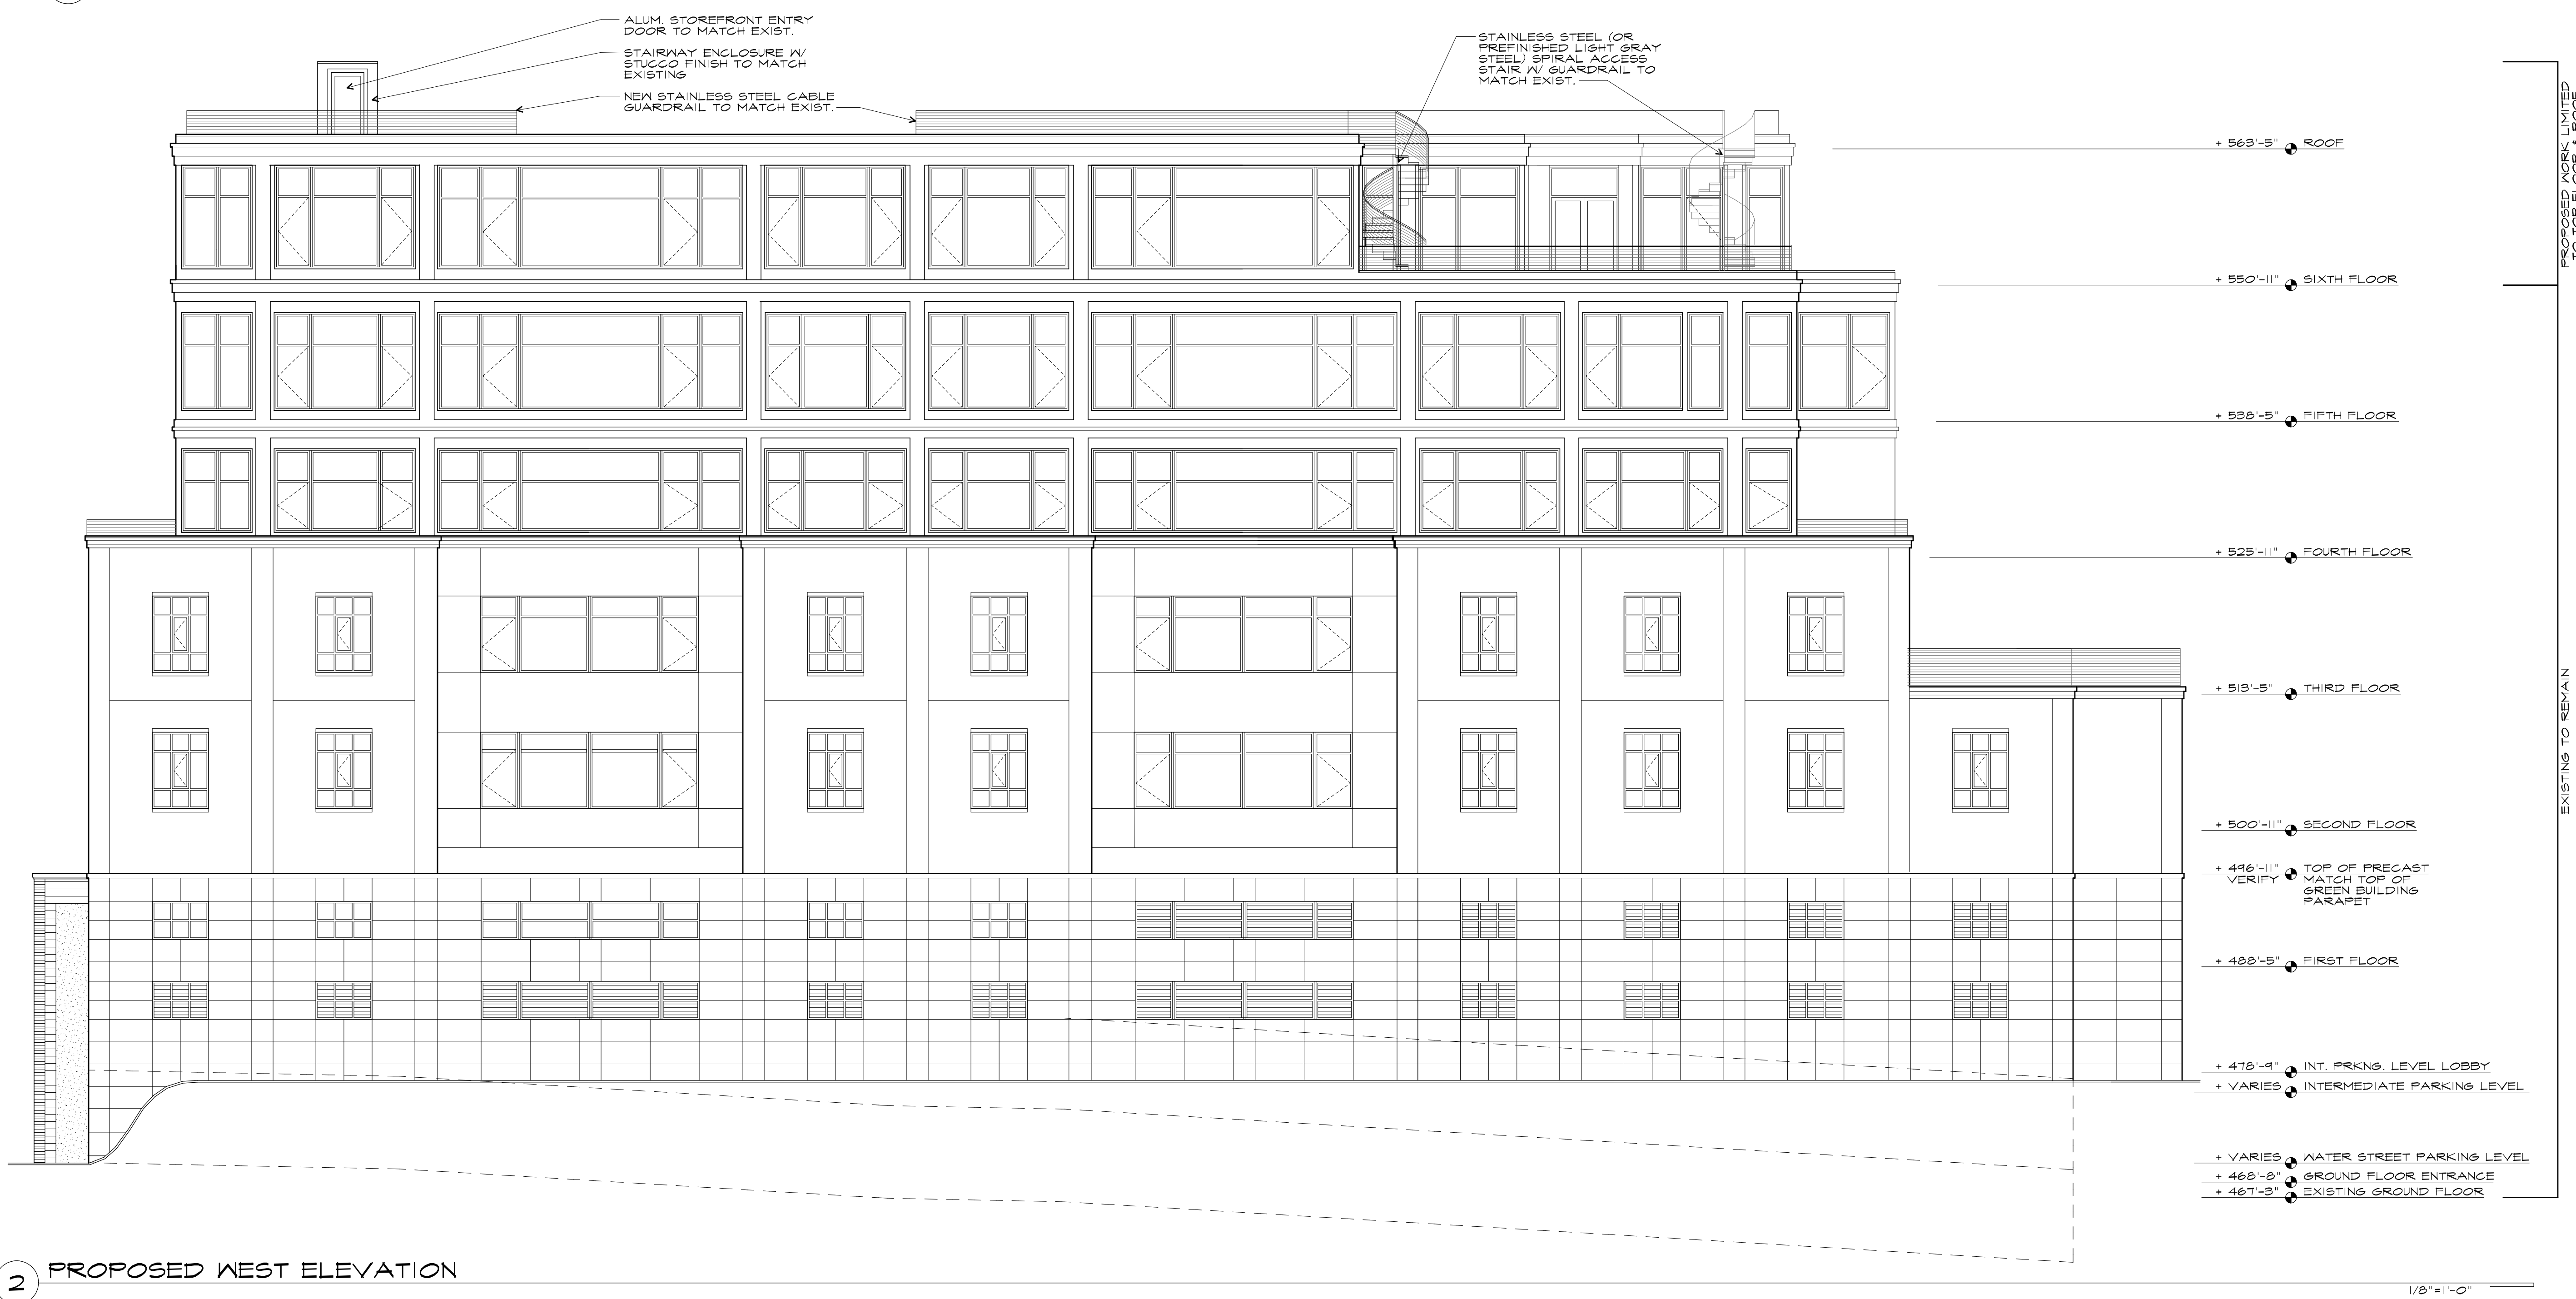 ALUM. STOREFRONT ENTRY
DOOR TO MATCH EXIST.
STAIRWAY ENCLOSURE W/
STUCCO FINISH TO MATCH
EXISTING
NEW STAINLESS STEEL CABLE
GUARDRAIL TO MATCH EXIST.
STAINLESS STEEL (OR
PREFINISHED LIGHT GRAY
STEEL) SPIRAL ACCESS
STAIR W/ GUARDRAIL TO
MATCH EXIST.
+ 563'-5" ROOF
+ 550'-11" SIXTH FLOOR
+ 538'-5" FIFTH FLOOR
+ 525'-11" FOURTH FLOOR
+ 513'-5" THIRD FLOOR
+ 500'-11" SECOND FLOOR
+ 496'-11" TOP OF PRECAST
VERIFY MATCH TOP OF
GREEN BUILDING
PARAPET
+ 488'-5" FIRST FLOOR
+ 478'-9" INT. PRKNG. LEVEL LOBBY
+ VARIES INTERMEDIATE PARKING LEVEL
+ VARIES WATER STREET PARKING LEVEL
+ 468'-8" GROUND FLOOR ENTRANCE
+ 467'-3" EXISTING GROUND FLOOR
PROPOSED WORK LIMITED
EXISTING TO REMAIN
2 PROPOSED WEST ELEVATION
1/8"=1'-0"